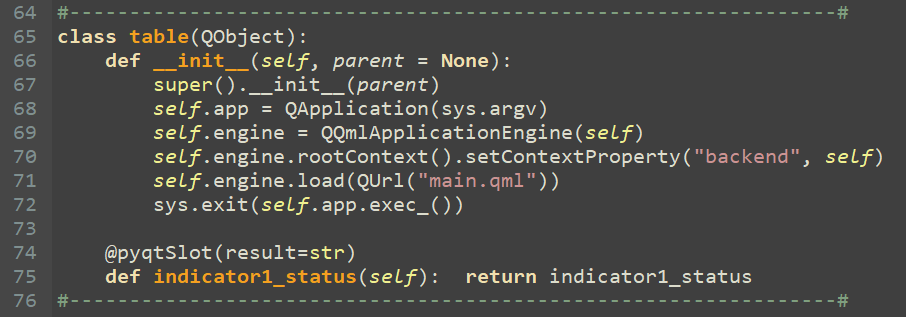 64 #----------------------------------------------------------------#
65 class table(QObject):
66     def __init__(self, parent = None):
67         super().__init__(parent)
68         self.app = QApplication(sys.argv)
69         self.engine = QQmlApplicationEngine(self)
70         self.engine.rootContext().setContextProperty("backend", self)
71         self.engine.load(QUrl("main.qml"))
72         sys.exit(self.app.exec_())
73
74     @pyqtSlot(result=str)
75     def indicator1_status(self):  return indicator1_status
76 #----------------------------------------------------------------#